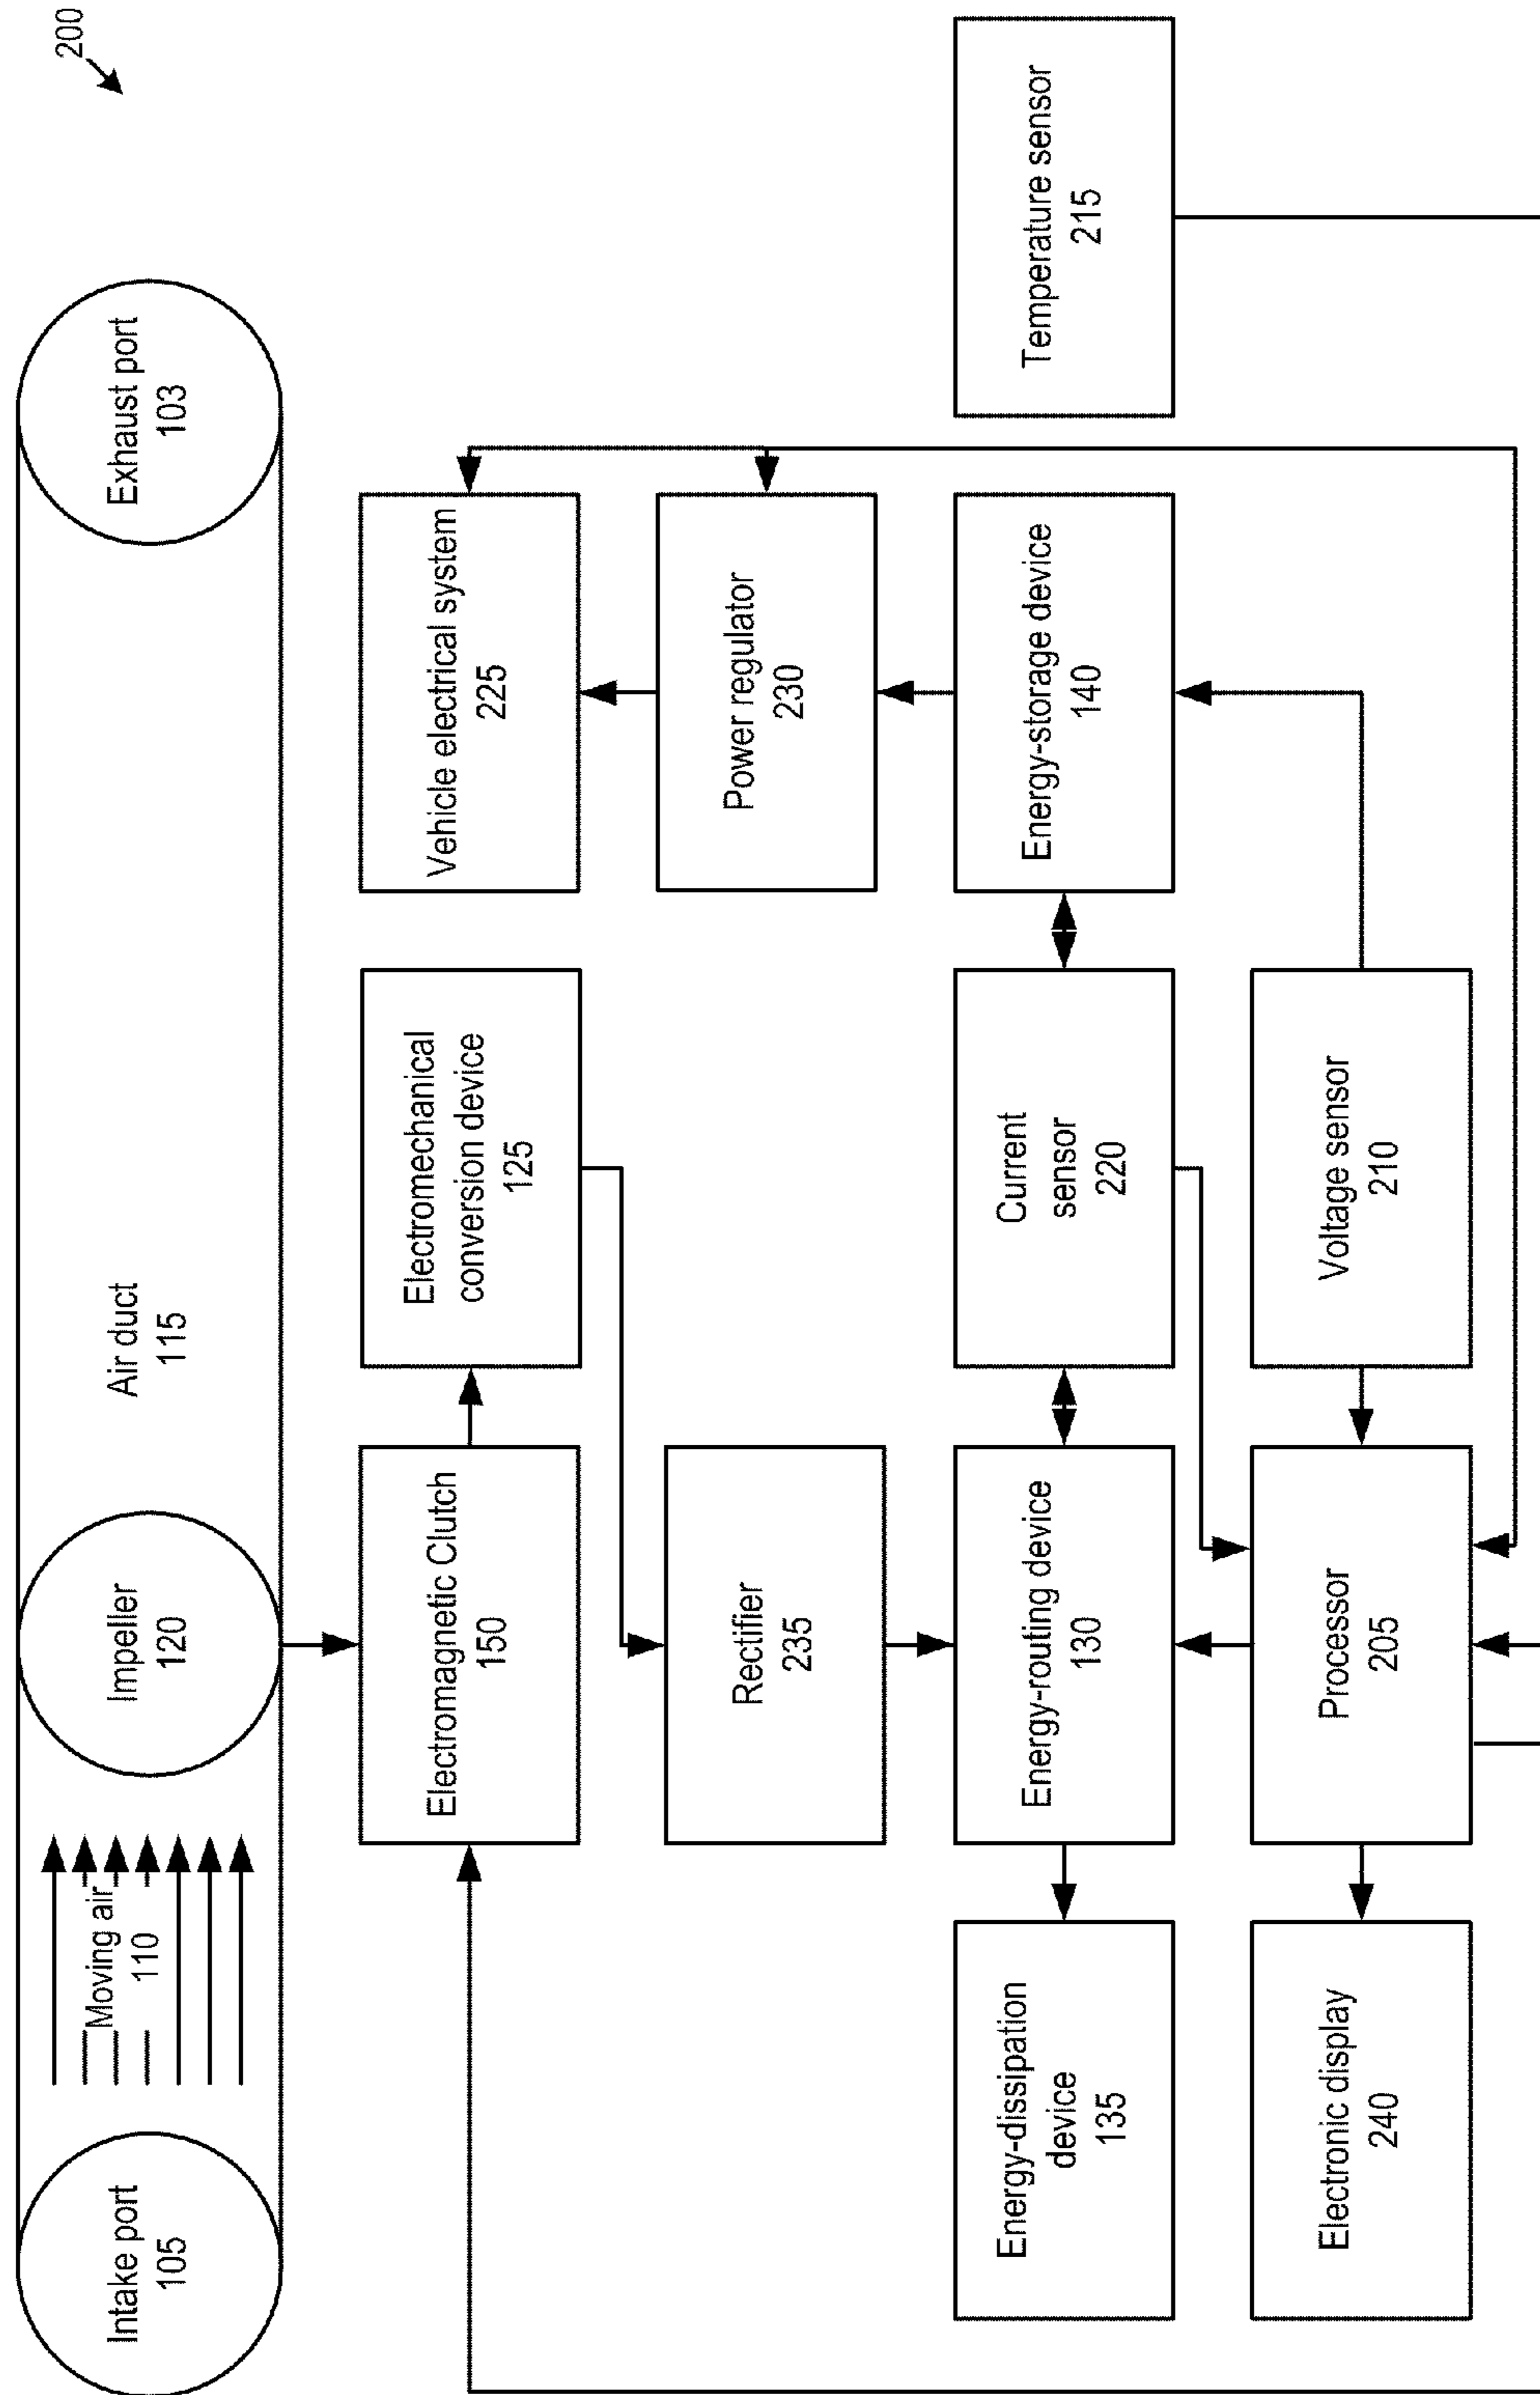 200
Intake port
105
Moving air
110
Impeller
120
Air duct
115
Exhaust port
103
Electromagnetic Clutch
150
Electromechanical
conversion device
125
Vehicle electrical system
225
Rectifier
235
Power regulator
230
Energy-dissipation
device
135
Energy-routing device
130
Current
sensor
220
Energy-storage device
140
Temperature sensor
215
Electronic display
240
Processor
205
Voltage sensor
210